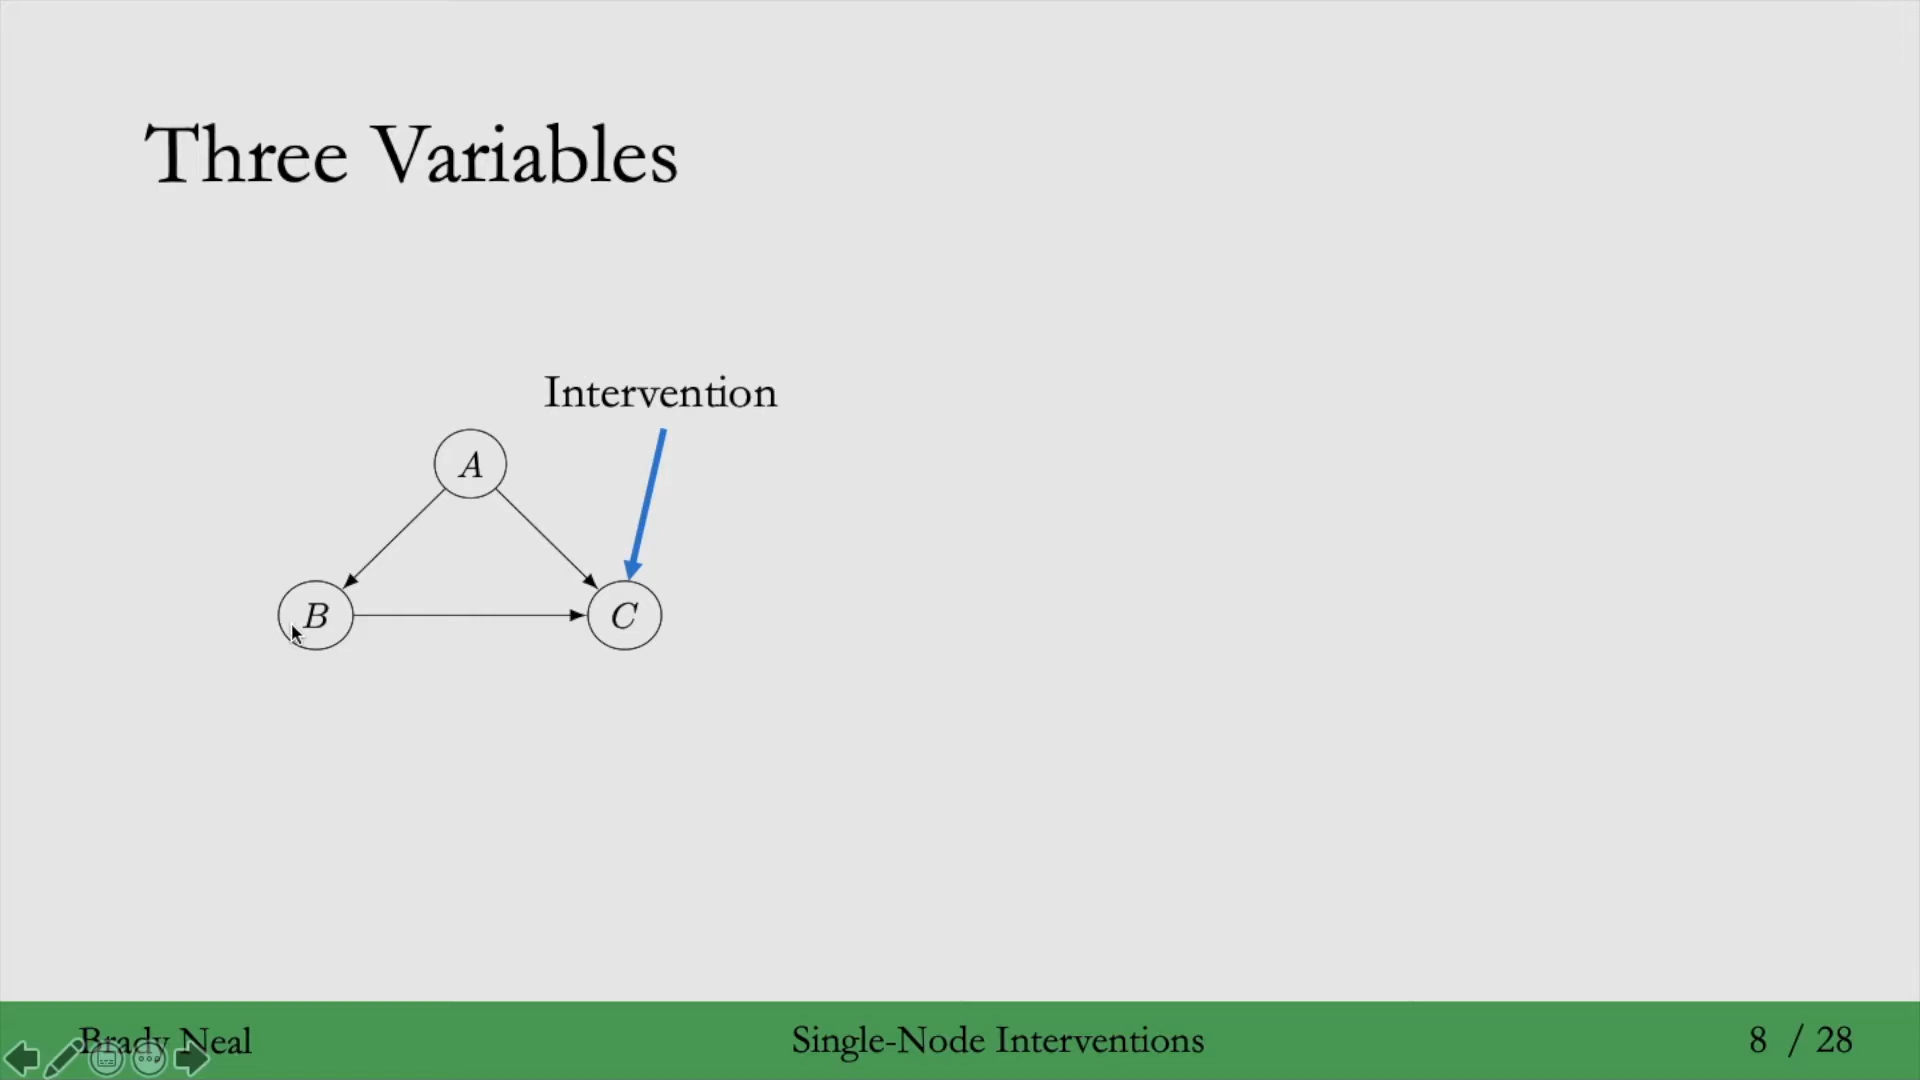 Three Variables
Intervention
A
B
C
Brady Neal
Single-Node Interventions
8 / 28